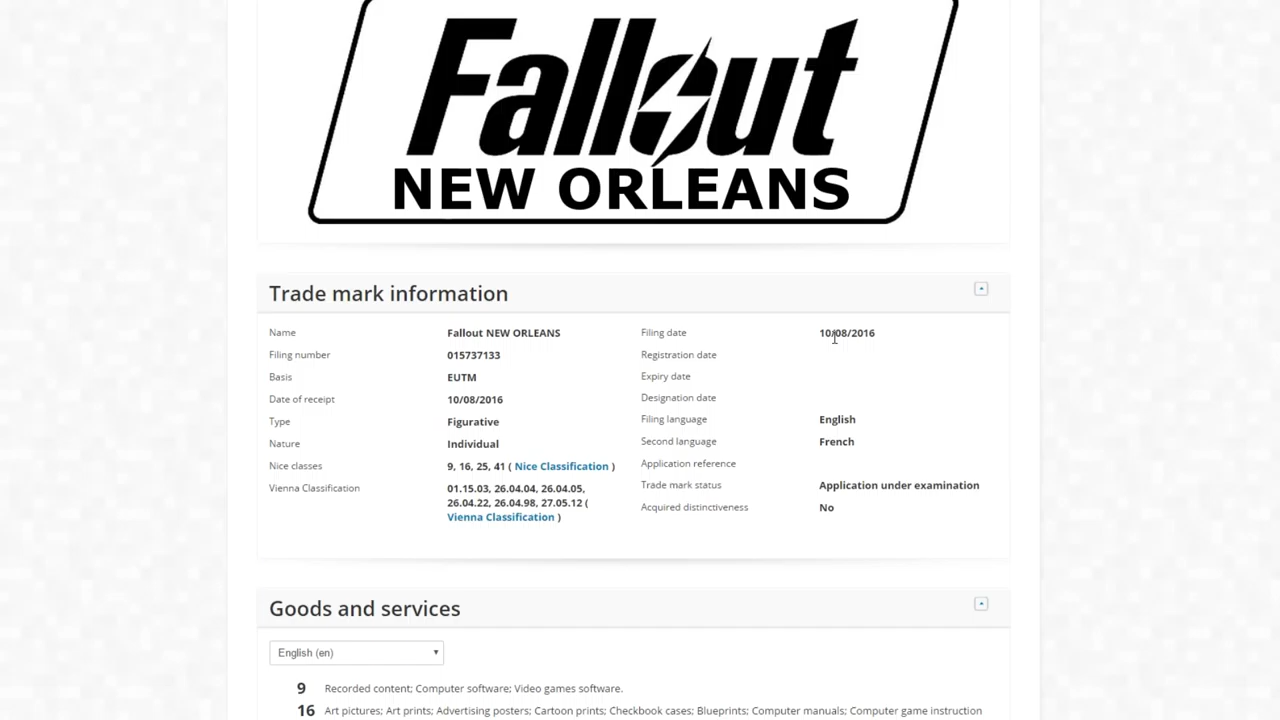 Fallout
NEW ORLEANS
Trade mark information
Name Fallout NEW ORLEANS
Filing number 015737133
Basis EUTM
Date of receipt 10/08/2016
Type Figurative
Nature Individual
Nice classes 9, 16, 25, 41 ( Nice Classification )
Vienna Classification 01.15.03, 26.04.04, 26.04.05,
26.04.22, 26.04.98, 27.05.12 (
Vienna Classification )
Filing date 10/08/2016
Registration date
Expiry date
Designation date
Filing language English
Second language French
Application reference
Trade mark status Application under examination
Acquired distinctiveness No
Goods and services
English (en)
9 Recorded content; Computer software; Video games software.
16 Art pictures; Art prints; Advertising posters; Cartoon prints; Checkbook cases; Blueprints; Computer manuals; Computer game instruction